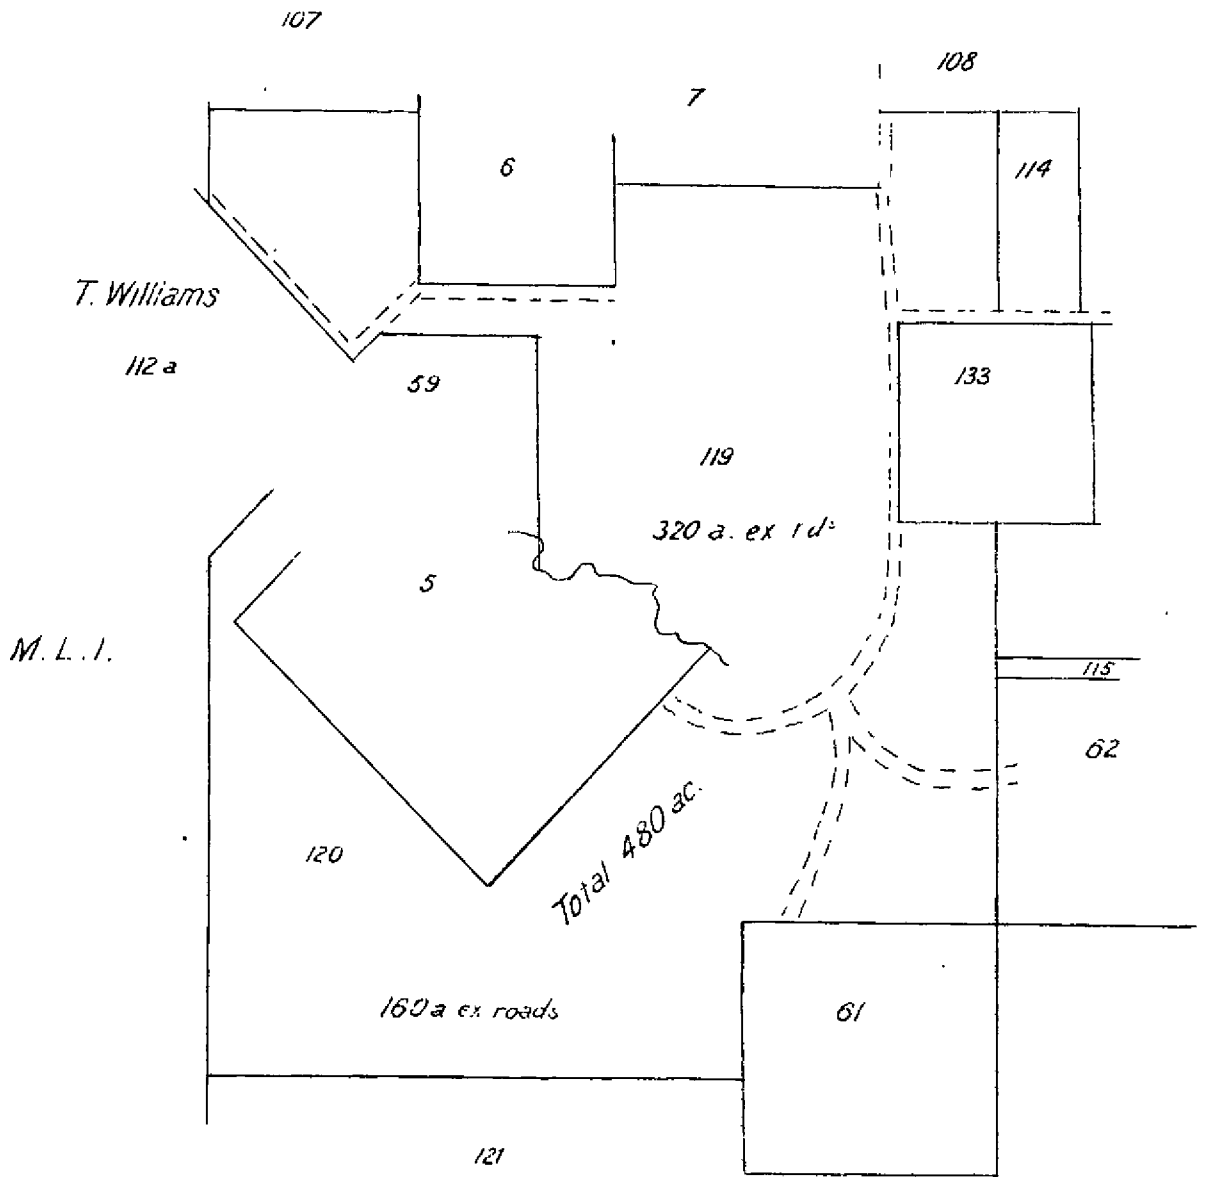 107
108
7
6
114
T. Williams
112 a
59
133
119
320 a. ex rds
5
M. L. I.
115
62
120
Total 480 ac.
160 a ex roads
61
121